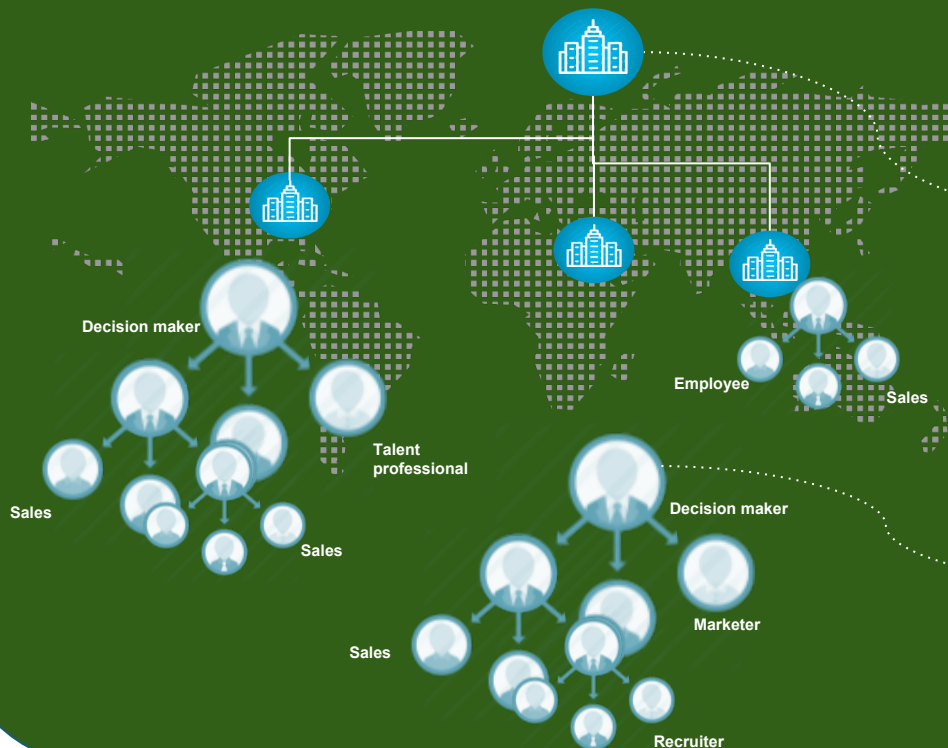 Decision maker
Employee
Sales
Talent
professional
Sales
Sales
Decision maker
Marketer
Sales
Recruiter